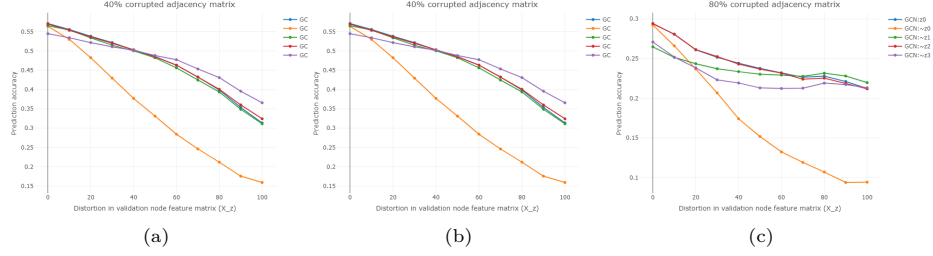 40% corrupted adjacency matrix
0.55
0.5
0.45
0.4
0.35
0.3
0.25
0.2
0.15
Prediction accuracy
0 20 40 60 80 100
Distortion in validation node feature matrix (X_z)
GC
GC
GC
GC
GC
(a)
40% corrupted adjacency matrix
0.55
0.5
0.45
0.4
0.35
0.3
0.25
0.2
0.15
Prediction accuracy
0 20 40 60 80 100
Distortion in validation node feature matrix (X_z)
GC
GC
GC
GC
GC
(b)
80% corrupted adjacency matrix
0.3
0.25
0.2
0.15
0.1
Prediction accuracy
0 20 40 60 80 100
Distortion in validation node feature matrix (X_z)
GCN:z0
GCN:~z0
GCN:~z1
GCN:~z2
GCN:~z3
(c)